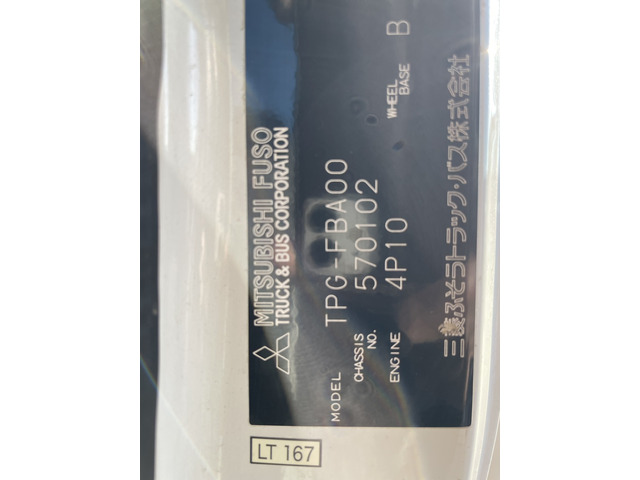 MITSUBISHI FUSO
TRUCK & BUS CORPORATION
MODEL TPG-FBA00
CHASSIS NO. 570102
ENGINE 4P10 WHEEL BASE B
三菱ふそうトラック・バス株式会社
LT 167